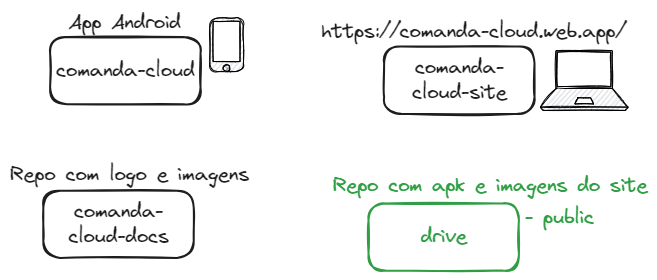 App Android
comanda-cloud
https://comanda-cloud.web.app/
comanda-
cloud-site
Repo com logo e imagens
comanda-
cloud-docs
Repo com apk e imagens do site
- public
drive